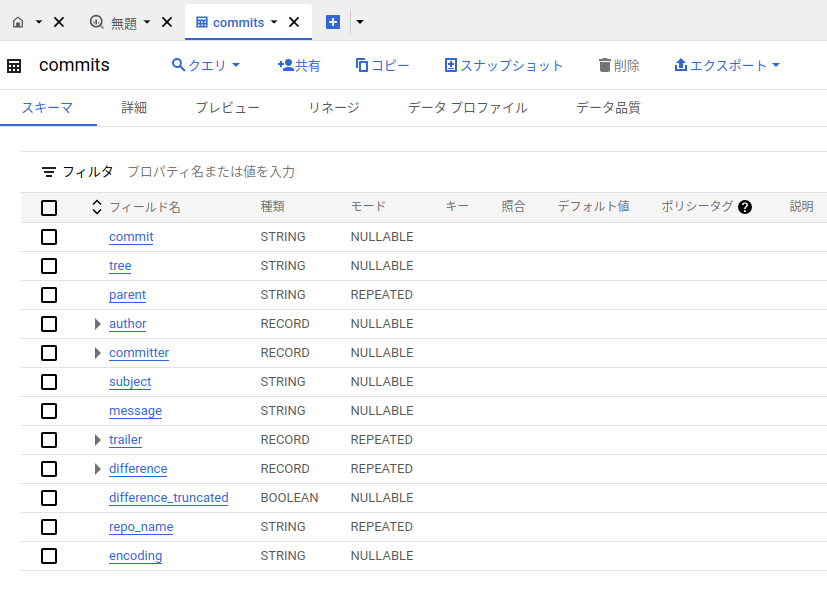 無題 commits
commits クエリ 共有 コピー スナップショット 削除 エクスポート
スキーマ 詳細 プレビュー リネージ データ プロファイル データ品質
フィルタ プロパティ名または値を入力
フィールド名 種類 モード キー 照合 デフォルト値 ポリシータグ ? 説明
commit STRING NULLABLE
tree STRING NULLABLE
parent STRING REPEATED
author RECORD NULLABLE
committer RECORD NULLABLE
subject STRING NULLABLE
message STRING NULLABLE
trailer RECORD REPEATED
difference RECORD REPEATED
difference_truncated BOOLEAN NULLABLE
repo_name STRING REPEATED
encoding STRING NULLABLE